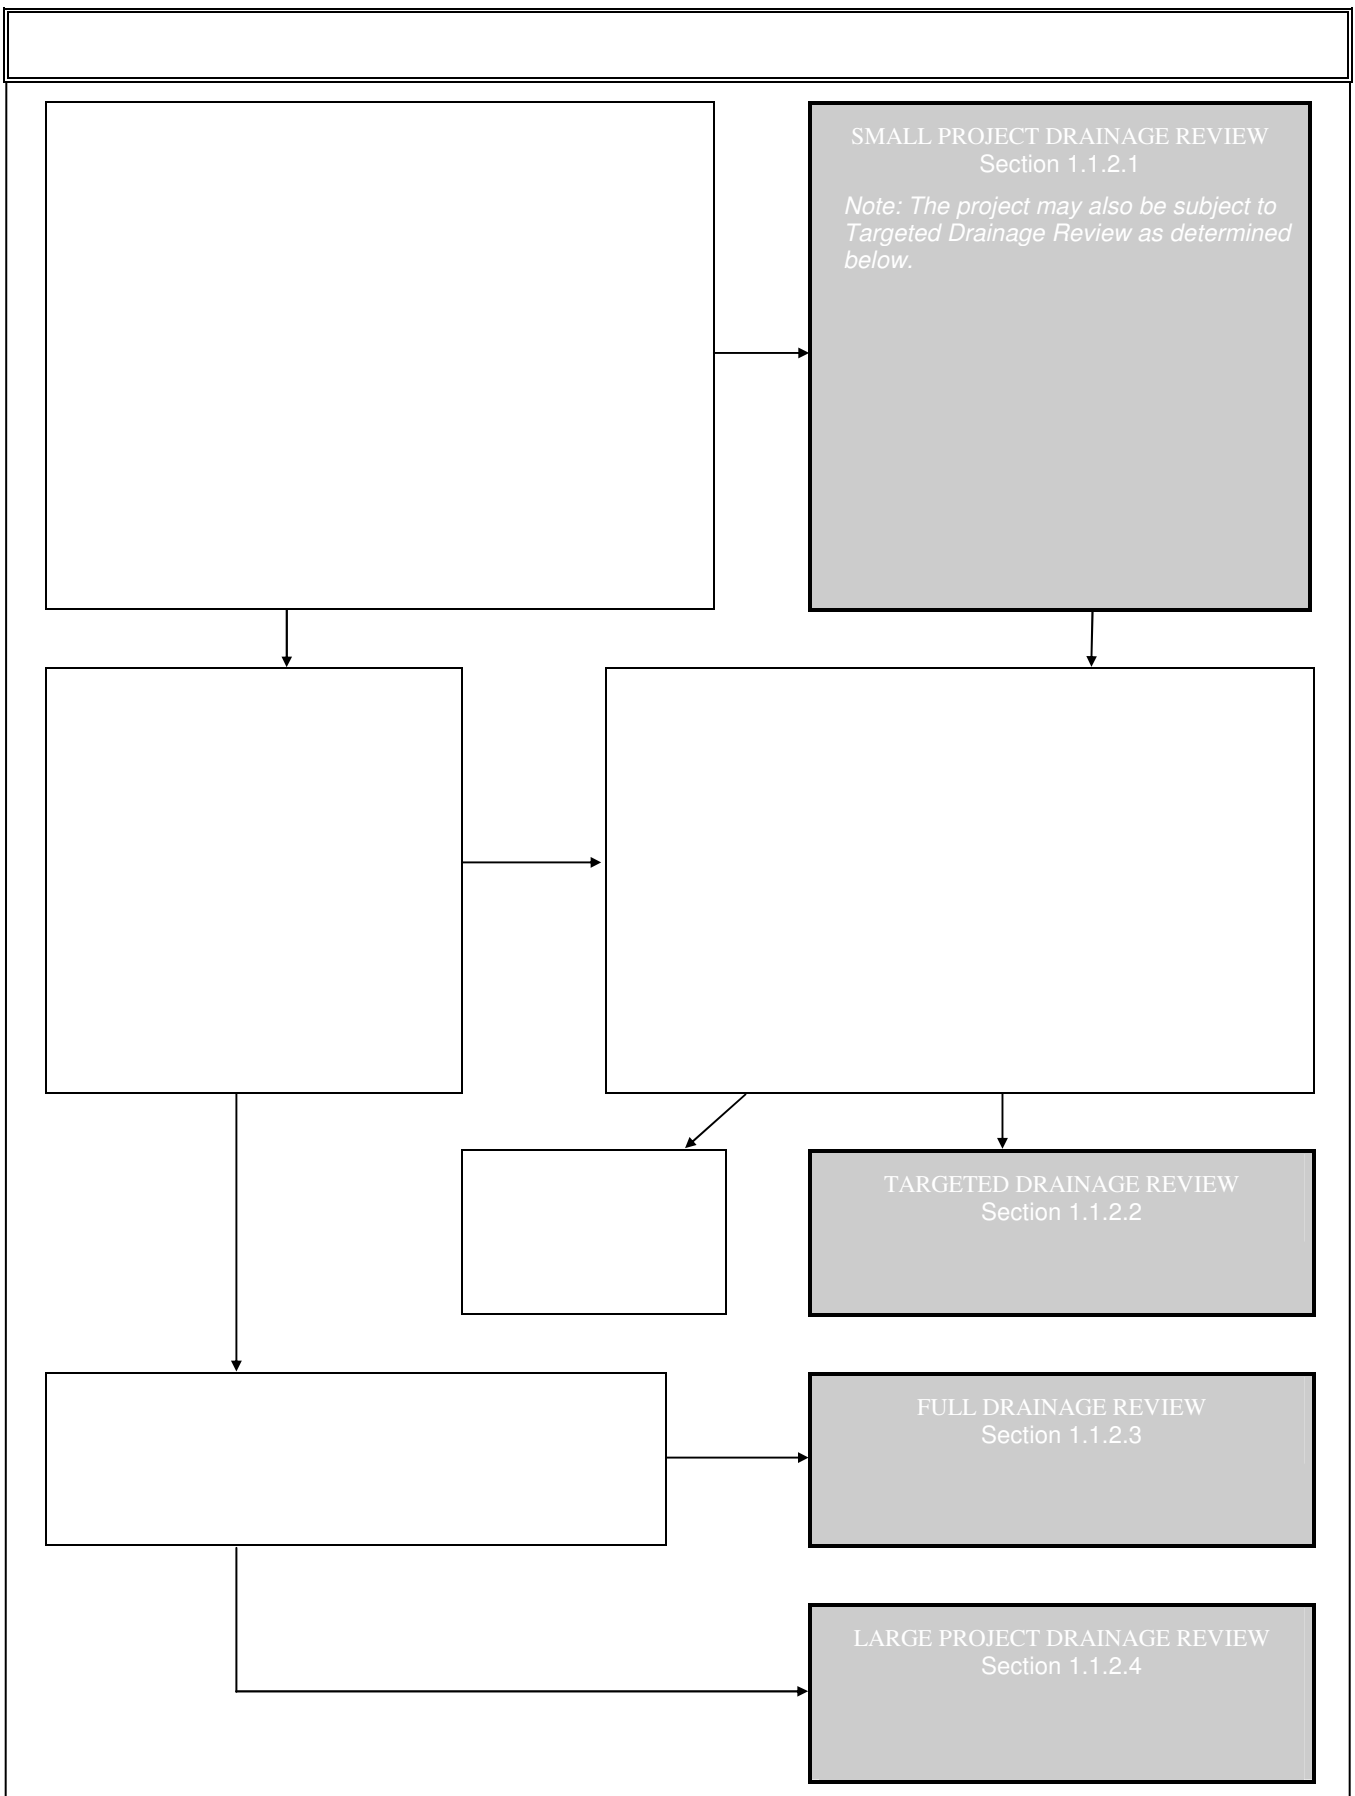 SMALL PROJECT DRAINAGE REVIEW
Section 1.1.2.1
Note: The project may also be subject to
Targeted Drainage Review as determined
below.
TARGETED DRAINAGE REVIEW
Section 1.1.2.2
FULL DRAINAGE REVIEW
Section 1.1.2.3
LARGE PROJECT DRAINAGE REVIEW
Section 1.1.2.4